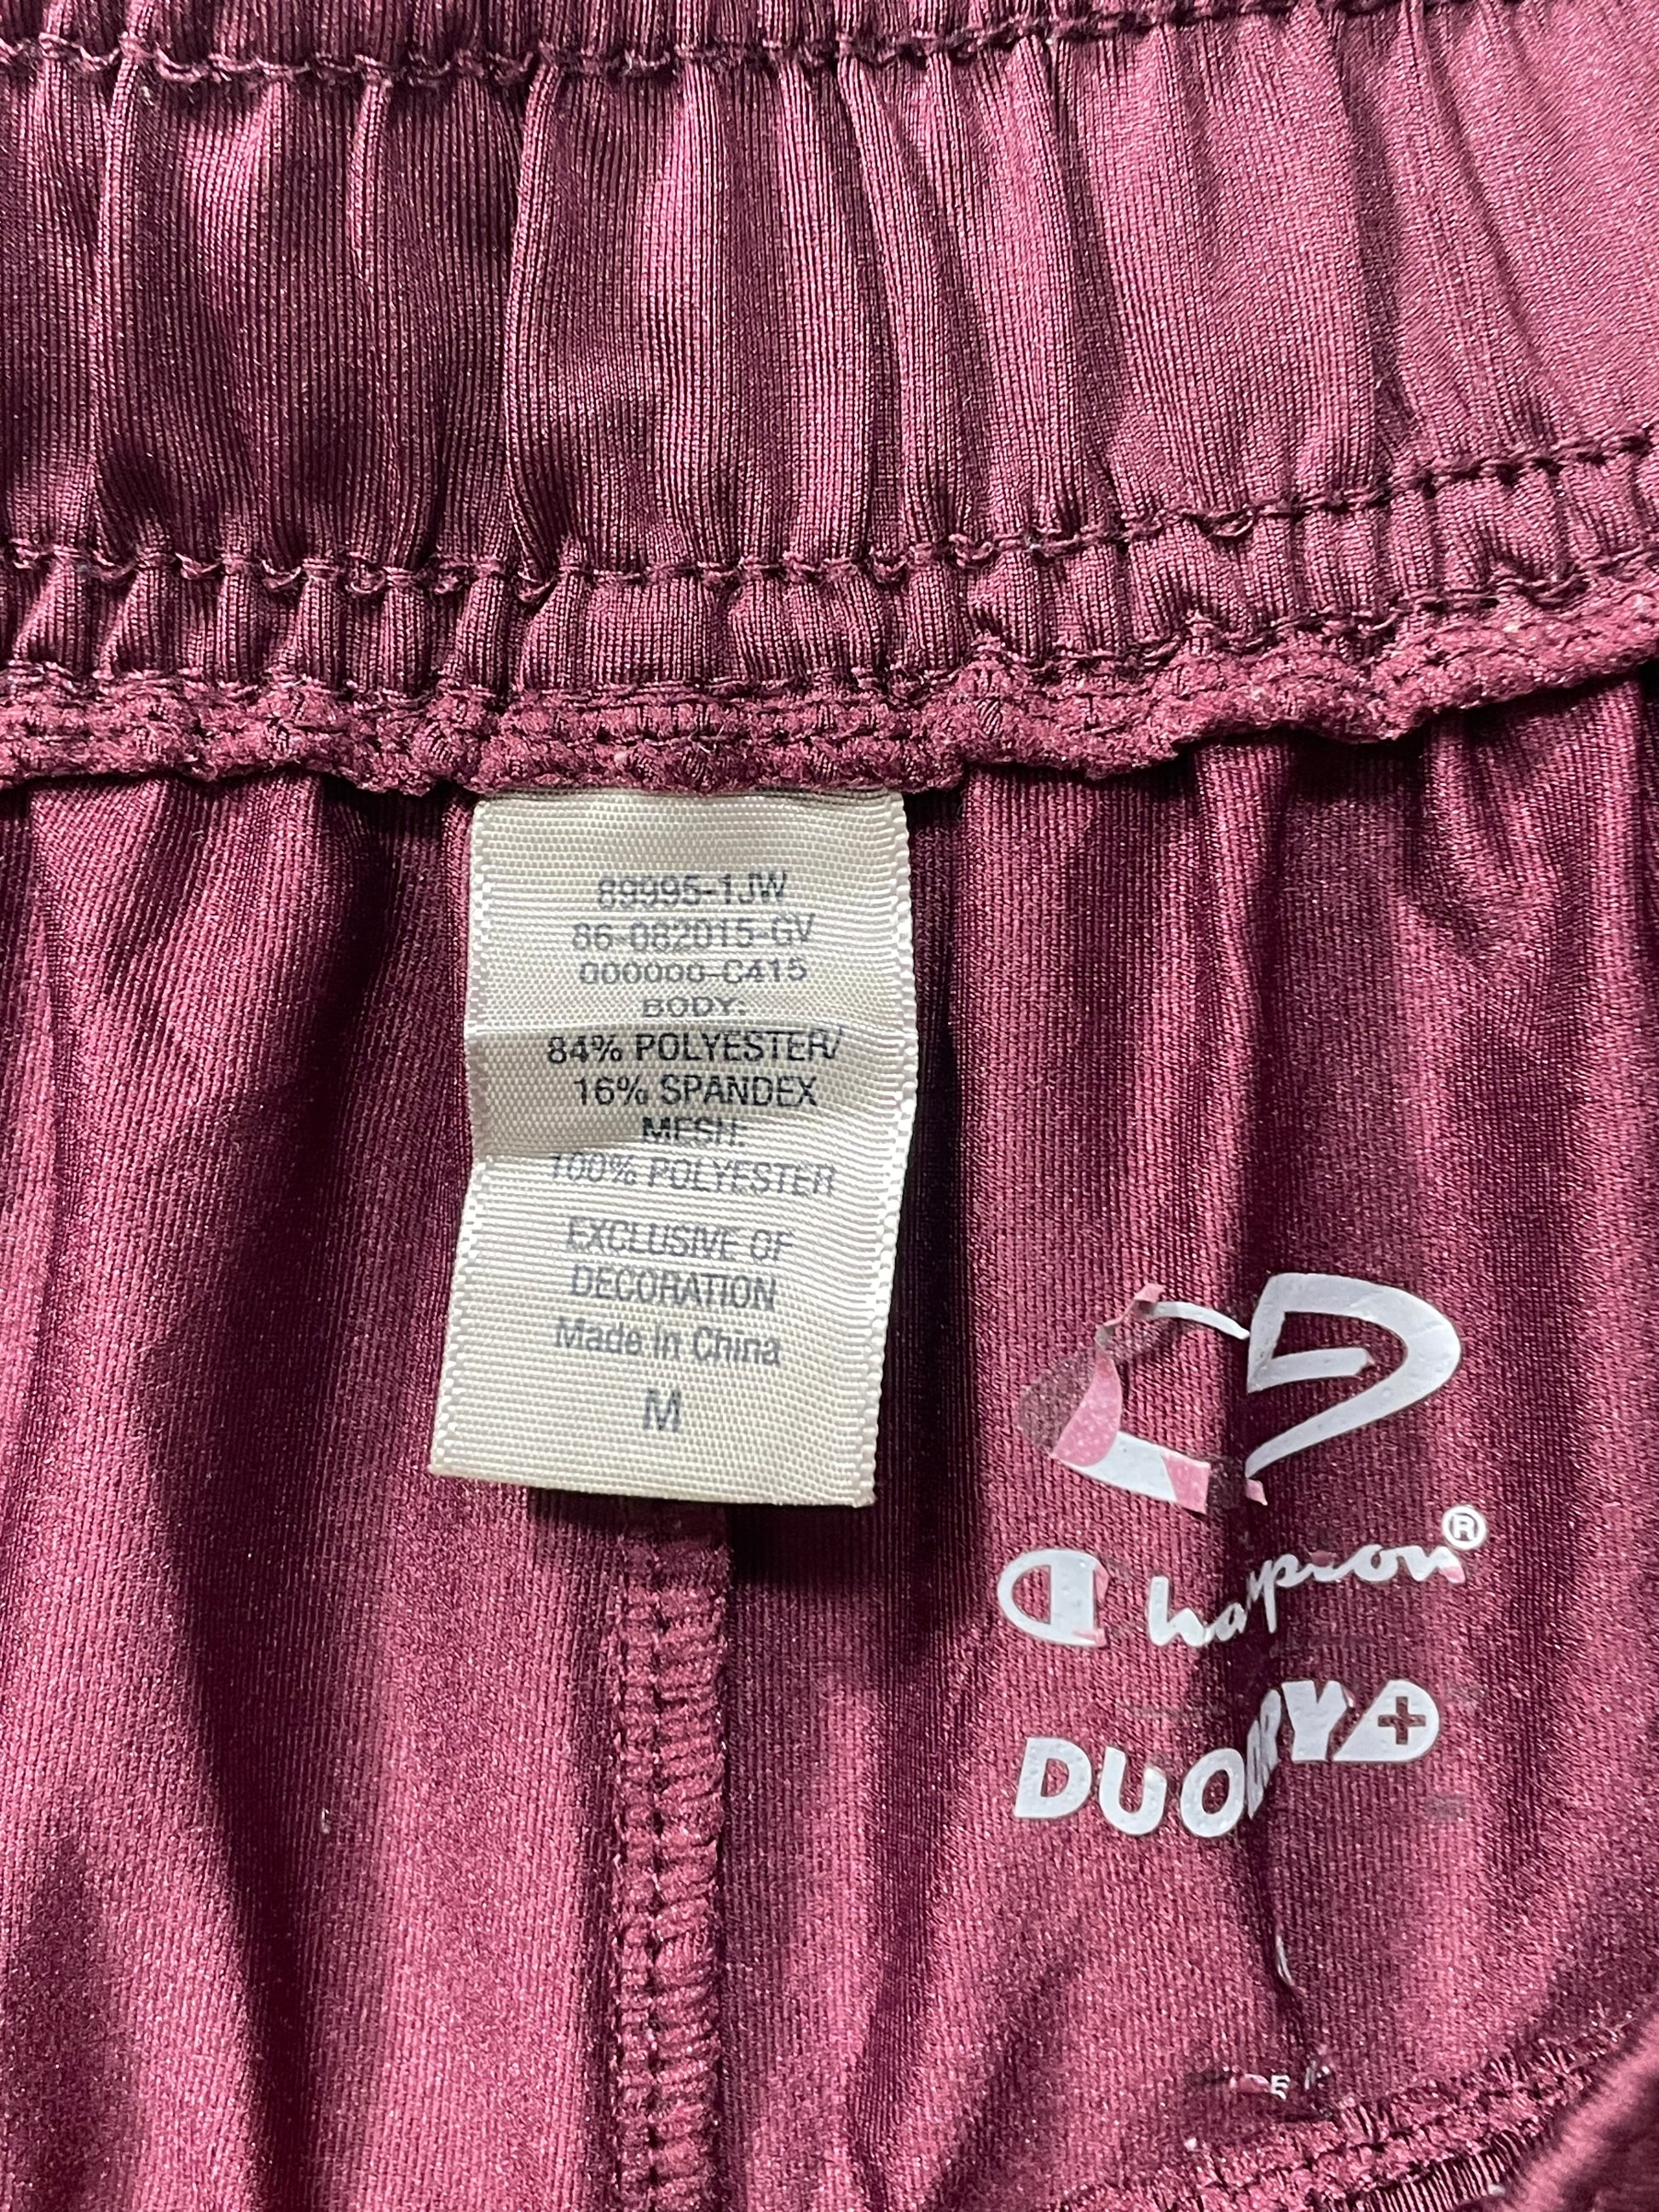 89995-1JW
86-082015-GV
000000-C415
BODY:
84% POLYESTER/
16% SPANDEX
MESH:
100% POLYESTER
EXCLUSIVE OF
DECORATION
Made in China
M
Champion®
DUO DRY+